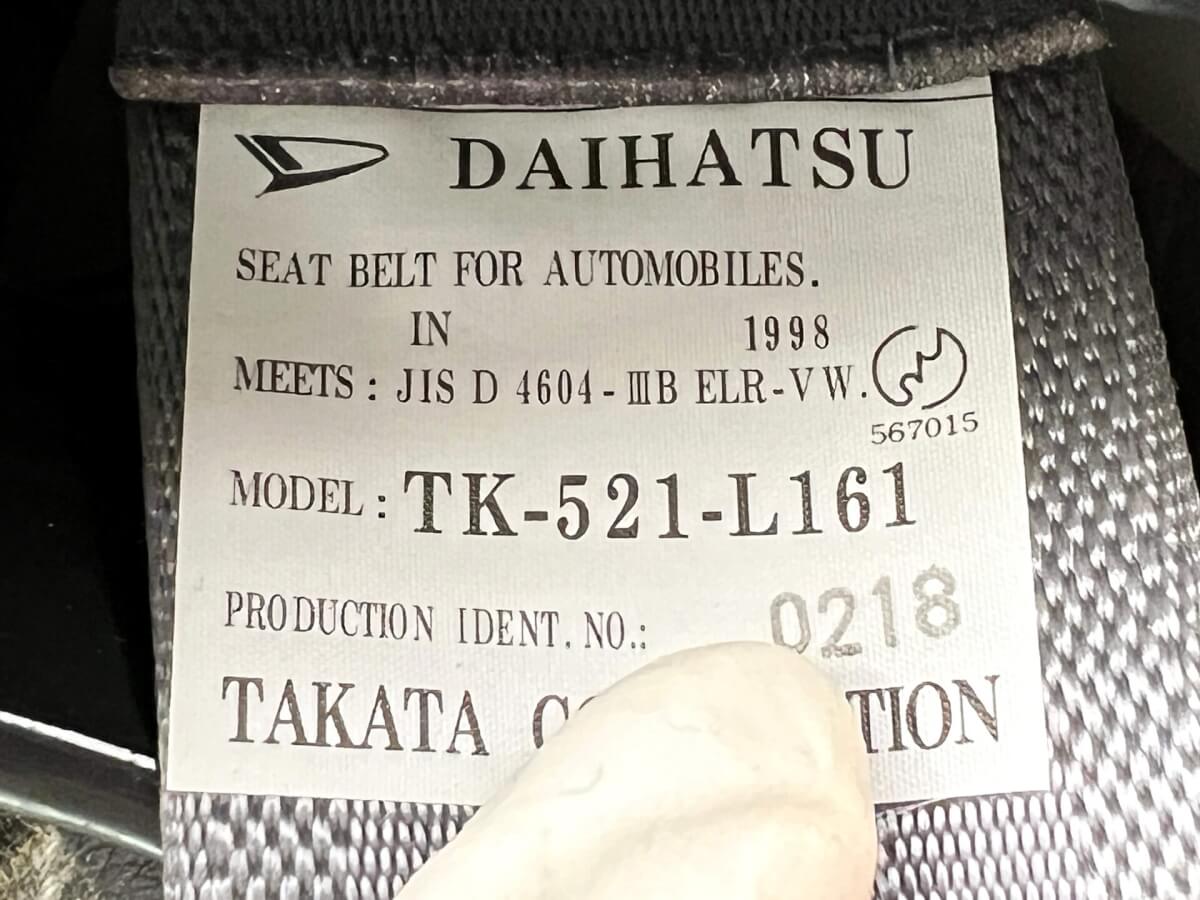 DAIHATSU
SEAT BELT FOR AUTOMOBILES.
IN 1998
MEETS : JIS D 4604-ⅢB ELR-VW.
567015
MODEL : TK-521-L161
PRODUCTION IDENT. NO.: 0218
TAKATA